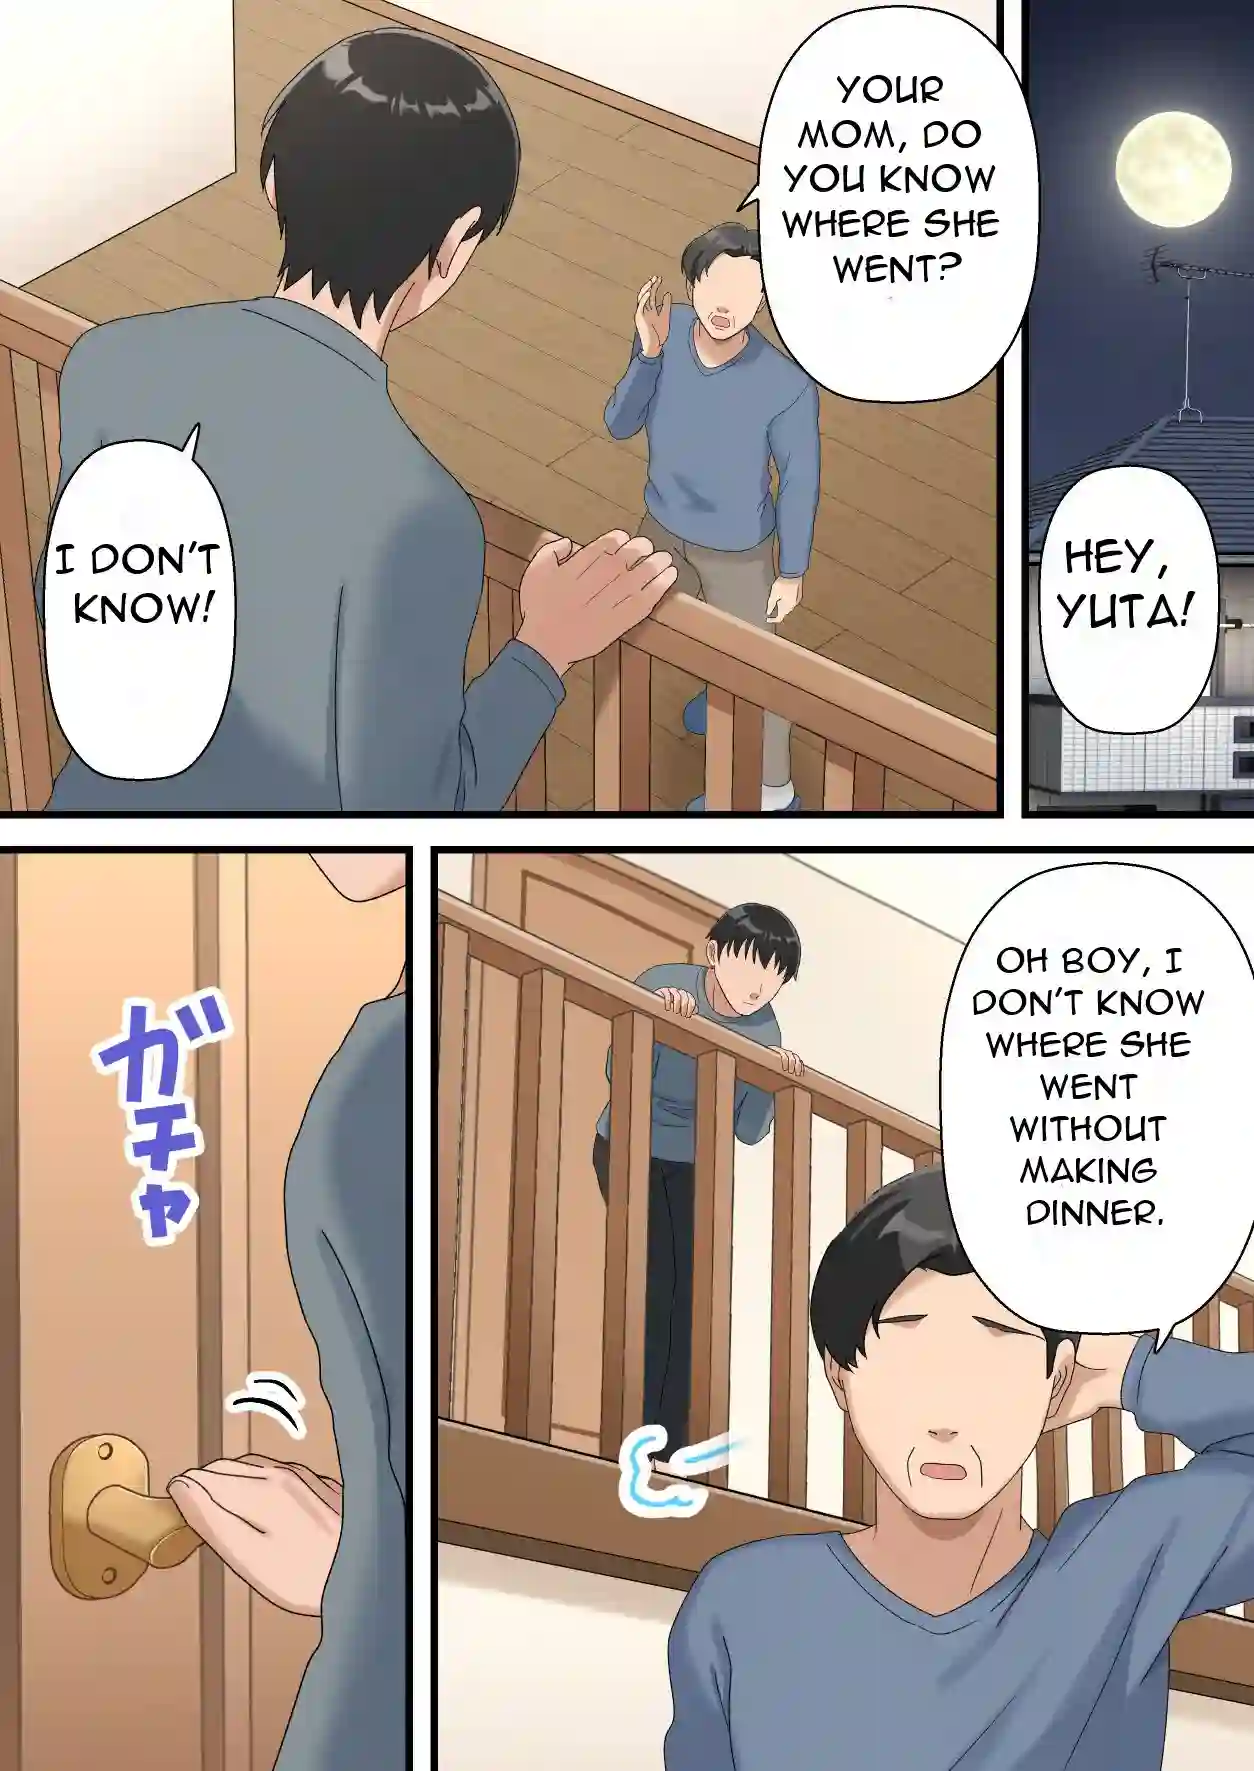 HEY,
YUTA!
YOUR
MOM, DO
YOU KNOW
WHERE SHE
WENT?
I DON'T
KNOW!
OH BOY, I
DON'T KNOW
WHERE SHE
WENT
WITHOUT
MAKING
DINNER.
ガチャ